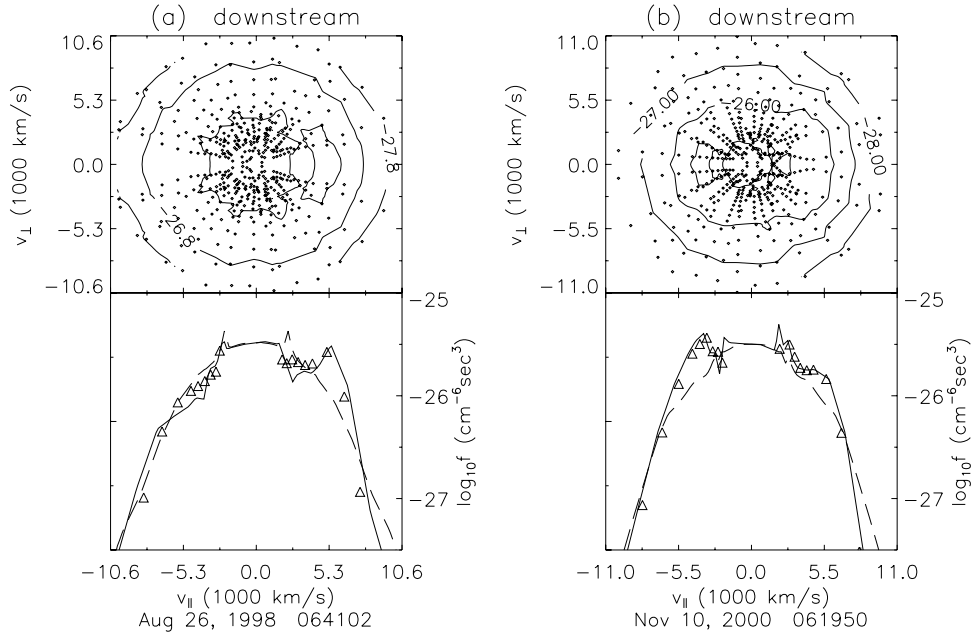 (a) downstream
10.6
5.3
0.0
−5.3
−10.6
v⊥ (1000 km/s)
−26.8
−27.8
−25
−26
−27
log10f (cm−6sec3)
−10.6 −5.3 0.0 5.3 10.6
v∥ (1000 km/s)
Aug 26, 1998 064102
(b) downstream
11.0
5.5
0.0
−5.5
−11.0
v⊥ (1000 km/s)
−27.00
−26.00
−28.00
−25
−26
−27
log10f (cm−6sec3)
−11.0 −5.5 0.0 5.5 11.0
v∥ (1000 km/s)
Nov 10, 2000 061950